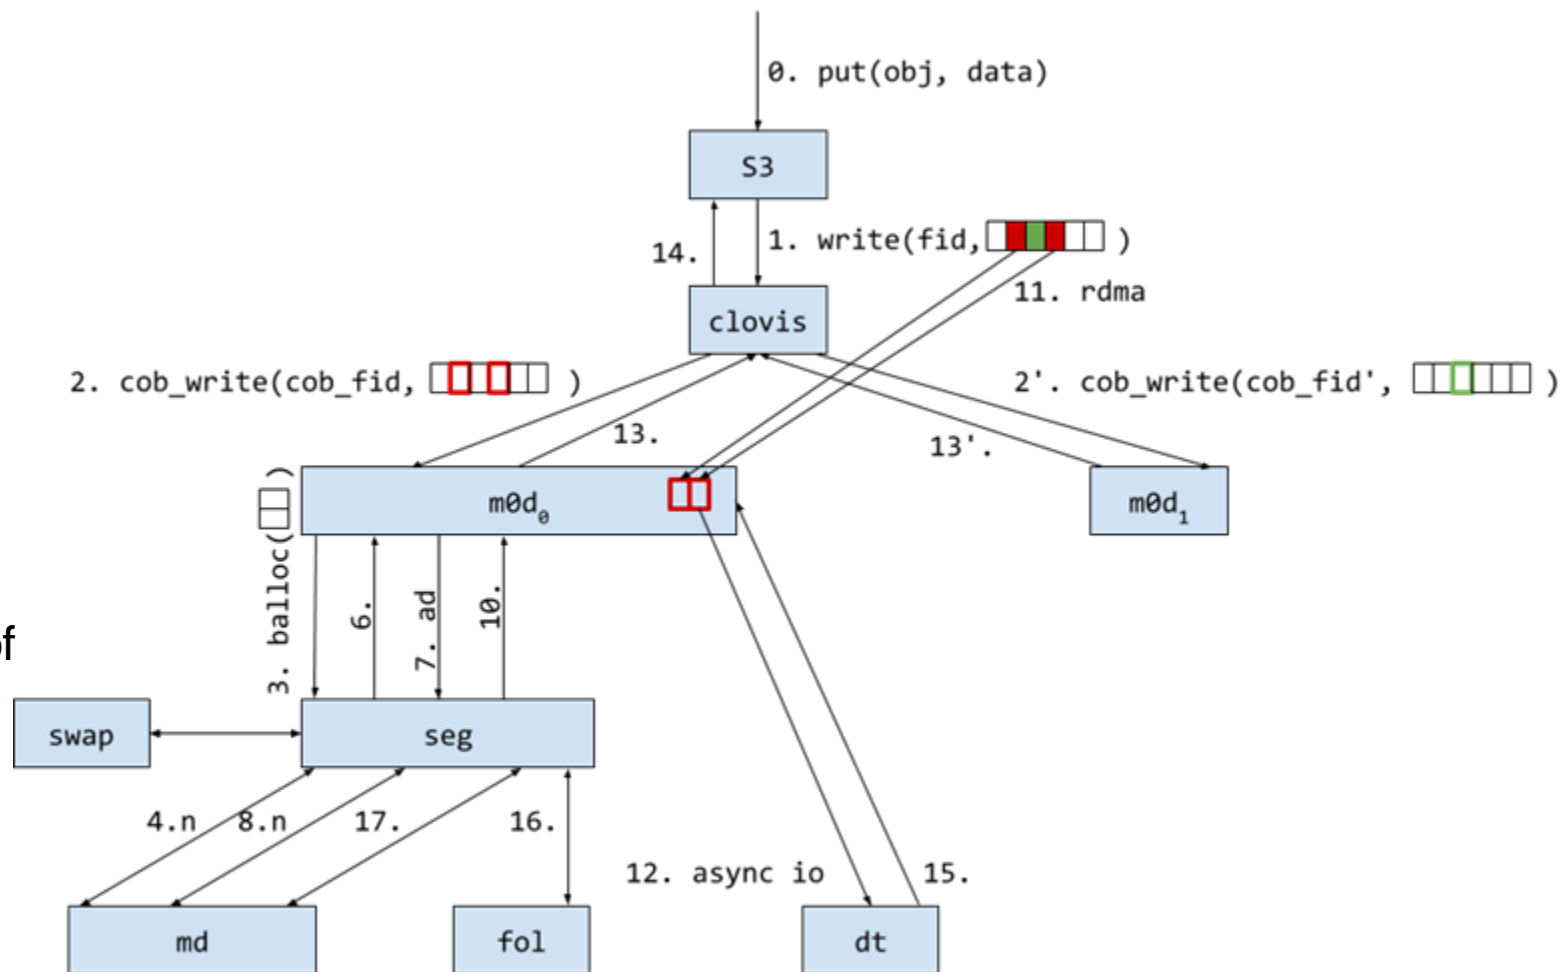 0. put(obj, data)
S3
14.
1. write(fid, )
11. rdma
clovis
2. cob_write(cob_fid, )
2'. cob_write(cob_fid', )
13.
13'.
m0d0
m0d1
3. balloc( )
6.
7. ad
10.
of
swap
seg
4.n
8.n
17.
16.
12. async io
15.
md
fol
dt